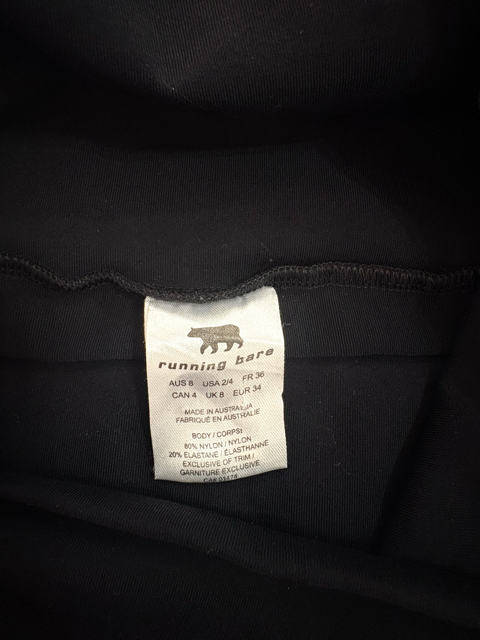 running bare
AUS 8 USA 2/4 FR 36
CAN 4 UK 8 EUR 34
MADE IN AUSTRALIA
FABRIQUÉ EN AUSTRALIE
BODY / CORPS:
80% NYLON / NYLON
20% ELASTANE / ÉLASTHANNE
EXCLUSIVE OF TRIM /
GARNITURE EXCLUSIVE